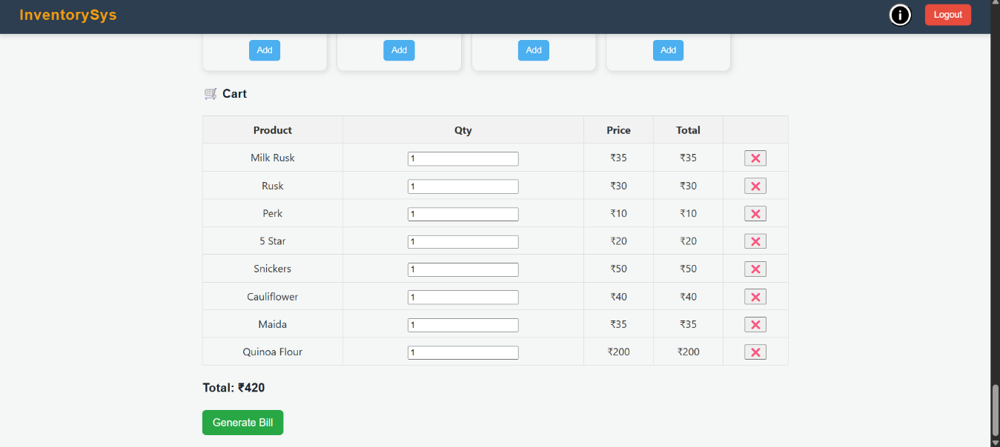 InventorySys
i Logout
Add Add Add Add
Cart
Product Qty Price Total
Milk Rusk 1 ₹35 ₹35
Rusk 1 ₹30 ₹30
Perk 1 ₹10 ₹10
5 Star 1 ₹20 ₹20
Snickers 1 ₹50 ₹50
Cauliflower 1 ₹40 ₹40
Maida 1 ₹35 ₹35
Quinoa Flour 1 ₹200 ₹200
Total: ₹420
Generate Bill